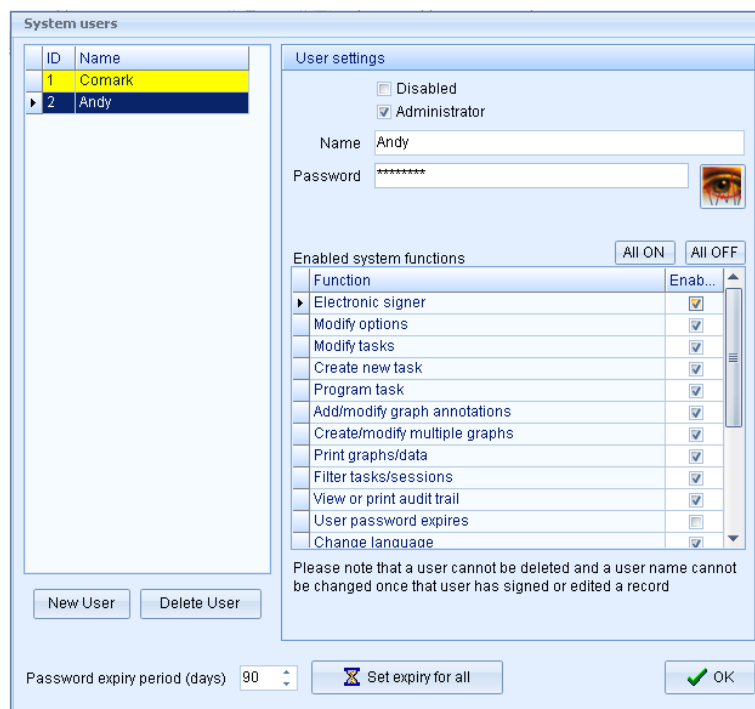 System users
ID Name
1 Comark
2 Andy
New User
Delete User
User settings
Disabled
Administrator
Name Andy
Password ********
Enabled system functions
All ON
All OFF
Function Enab...
Electronic signer
Modify options
Modify tasks
Create new task
Program task
Add/modify graph annotations
Create/modify multiple graphs
Print graphs/data
Filter tasks/sessions
View or print audit trail
User password expires
Change language
Please note that a user cannot be deleted and a user name cannot
be changed once that user has signed or edited a record
Password expiry period (days) 90
Set expiry for all
OK